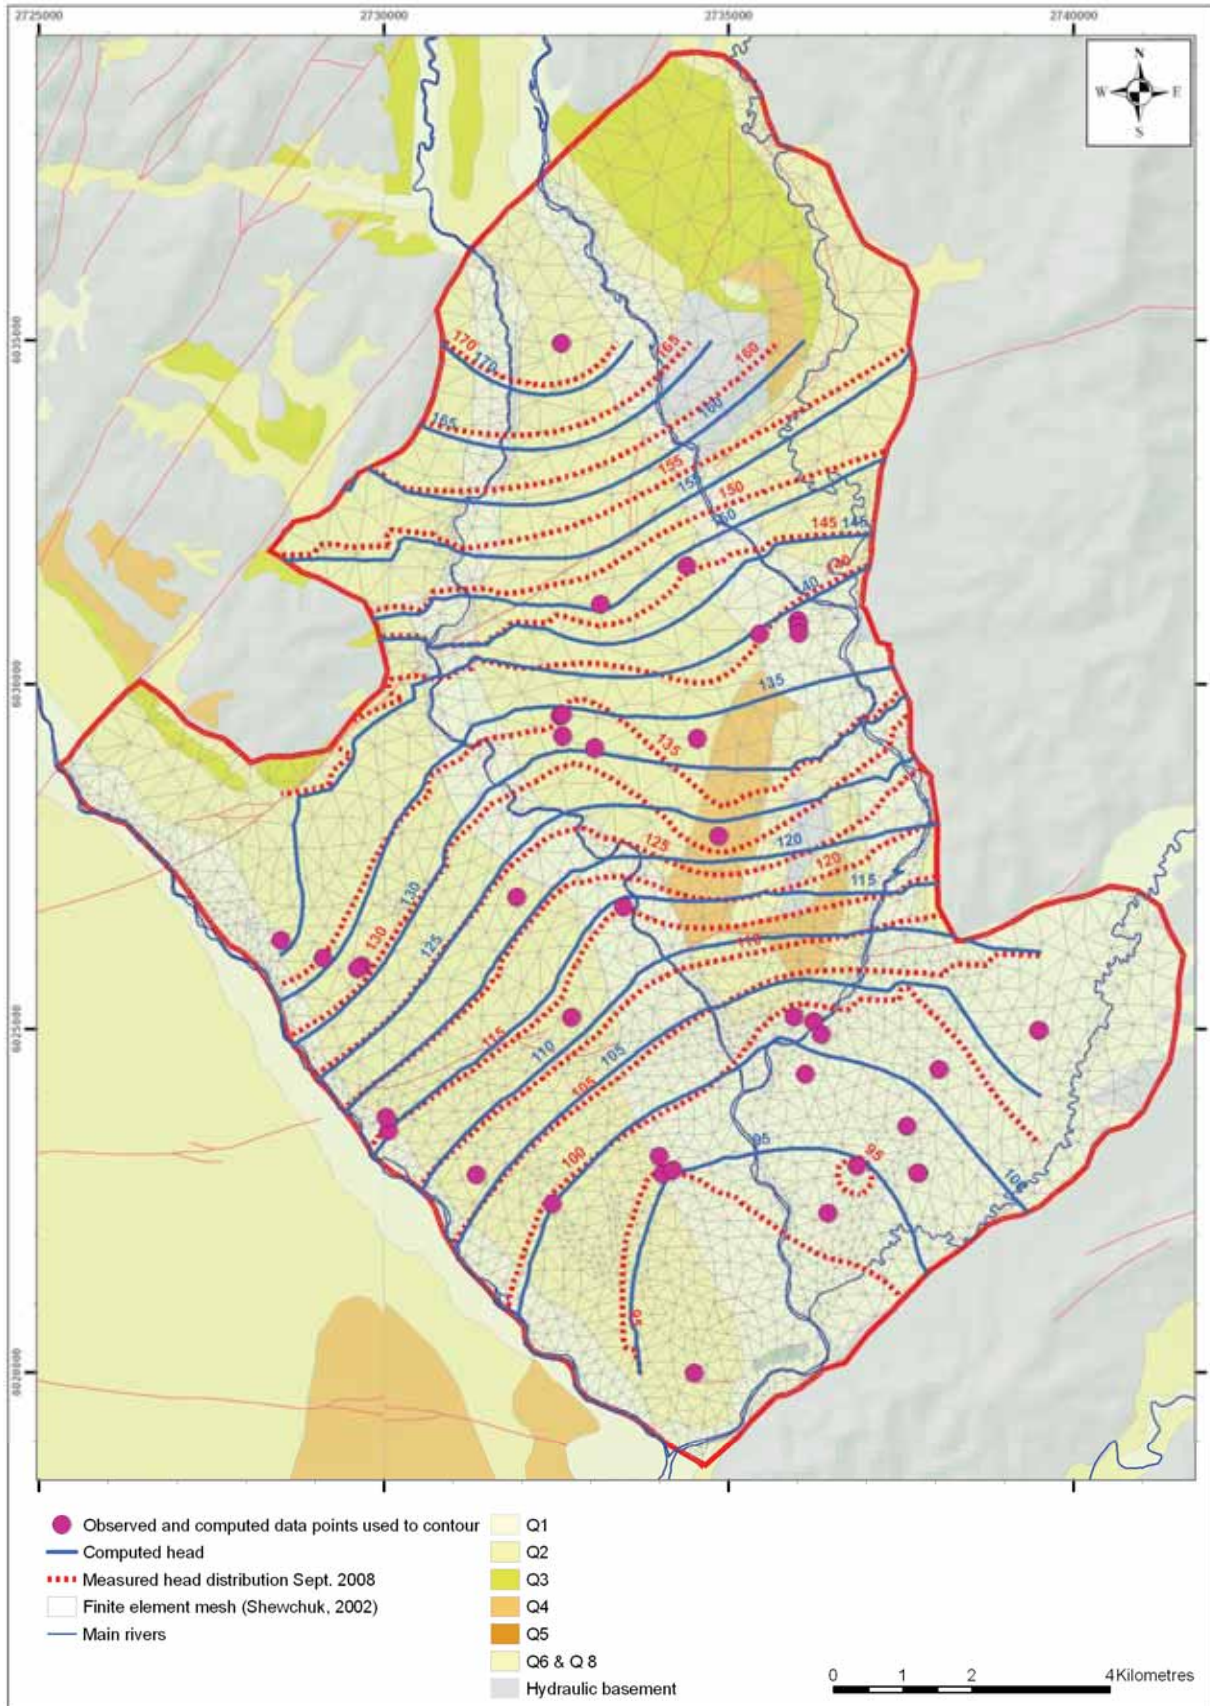 2725000
2730000
2735000
2740000
N
W E
S
6035000
6030000
6025000
6020000
170
170
165
165
160
160
155
155
150
150
145
145
140
40
135
135
130
130
125
125
120
120
115
115
110
110
105
105
100
100
95
95
95
Observed and computed data points used to contour
Computed head
Measured head distribution Sept. 2008
Finite element mesh (Shewchuk, 2002)
Main rivers
Q1
Q2
Q3
Q4
Q5
Q6 & Q 8
Hydraulic basement
0 1 2 4 Kilometres